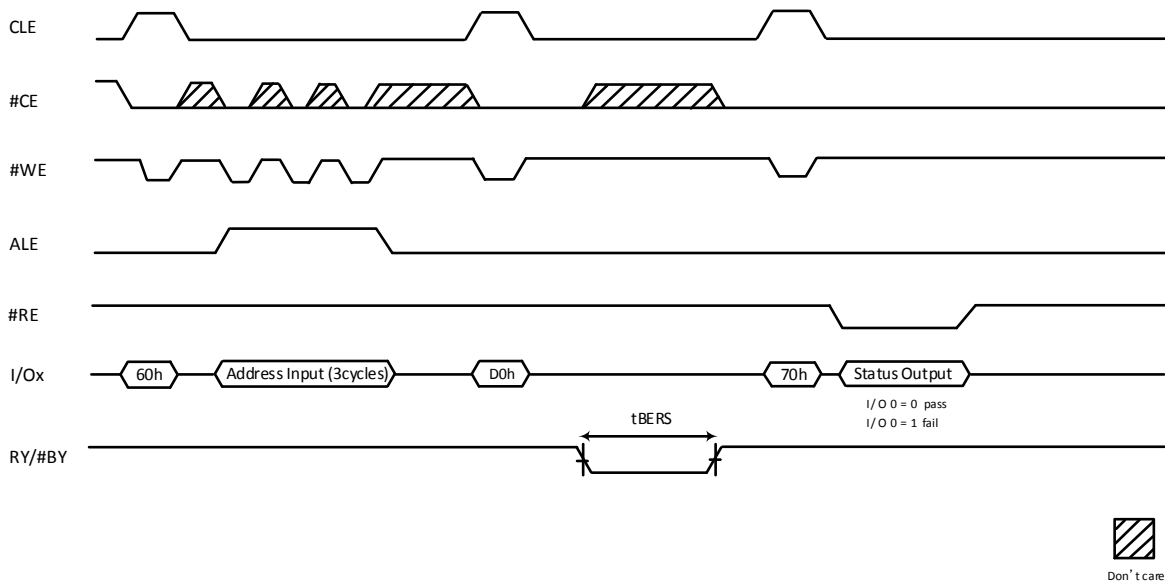 CLE
#CE
#WE
ALE
#RE
I/Ox
60h
Address Input (3cycles)
D0h
70h
Status Output
I/O 0 = 0 pass
I/O 0 = 1 fail
tBERS
RY/#BY
Don't care